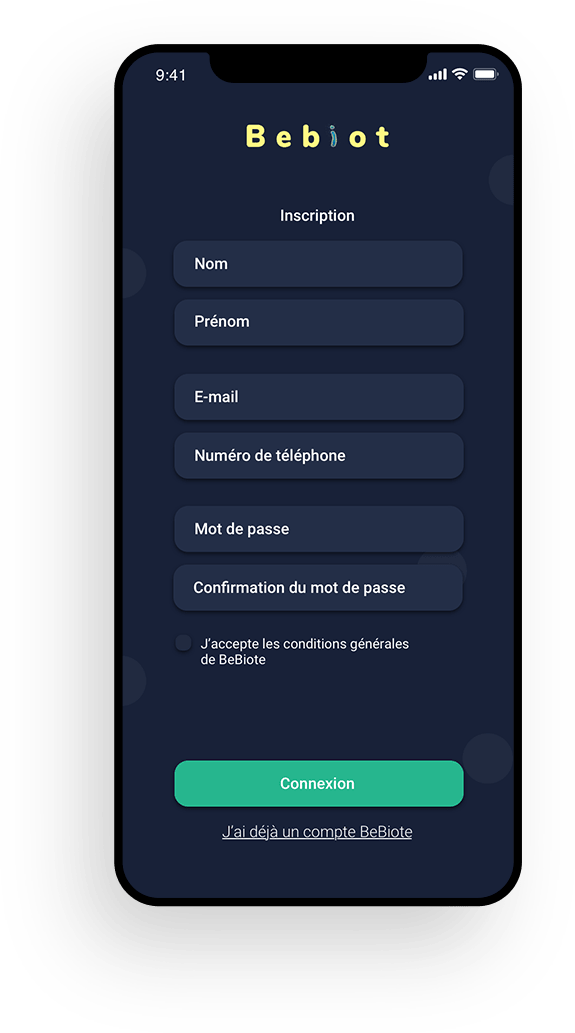 9:41
Bebiot
Inscription
Nom
Prénom
E-mail
Numéro de téléphone
Mot de passe
Confirmation du mot de passe
J'accepte les conditions générales
de BeBiote
Connexion
J'ai déjà un compte BeBiote